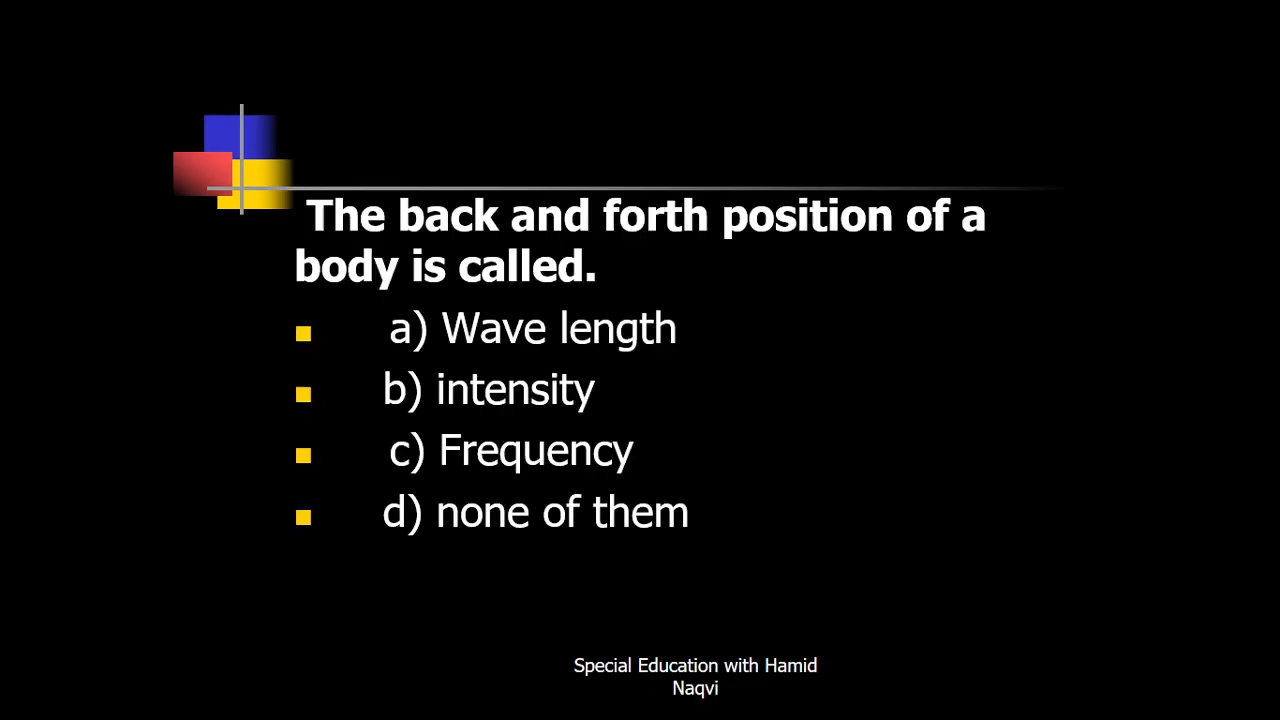 The back and forth position of a
body is called.
a) Wave length
b) intensity
c) Frequency
d) none of them
Special Education with Hamid
Naqvi